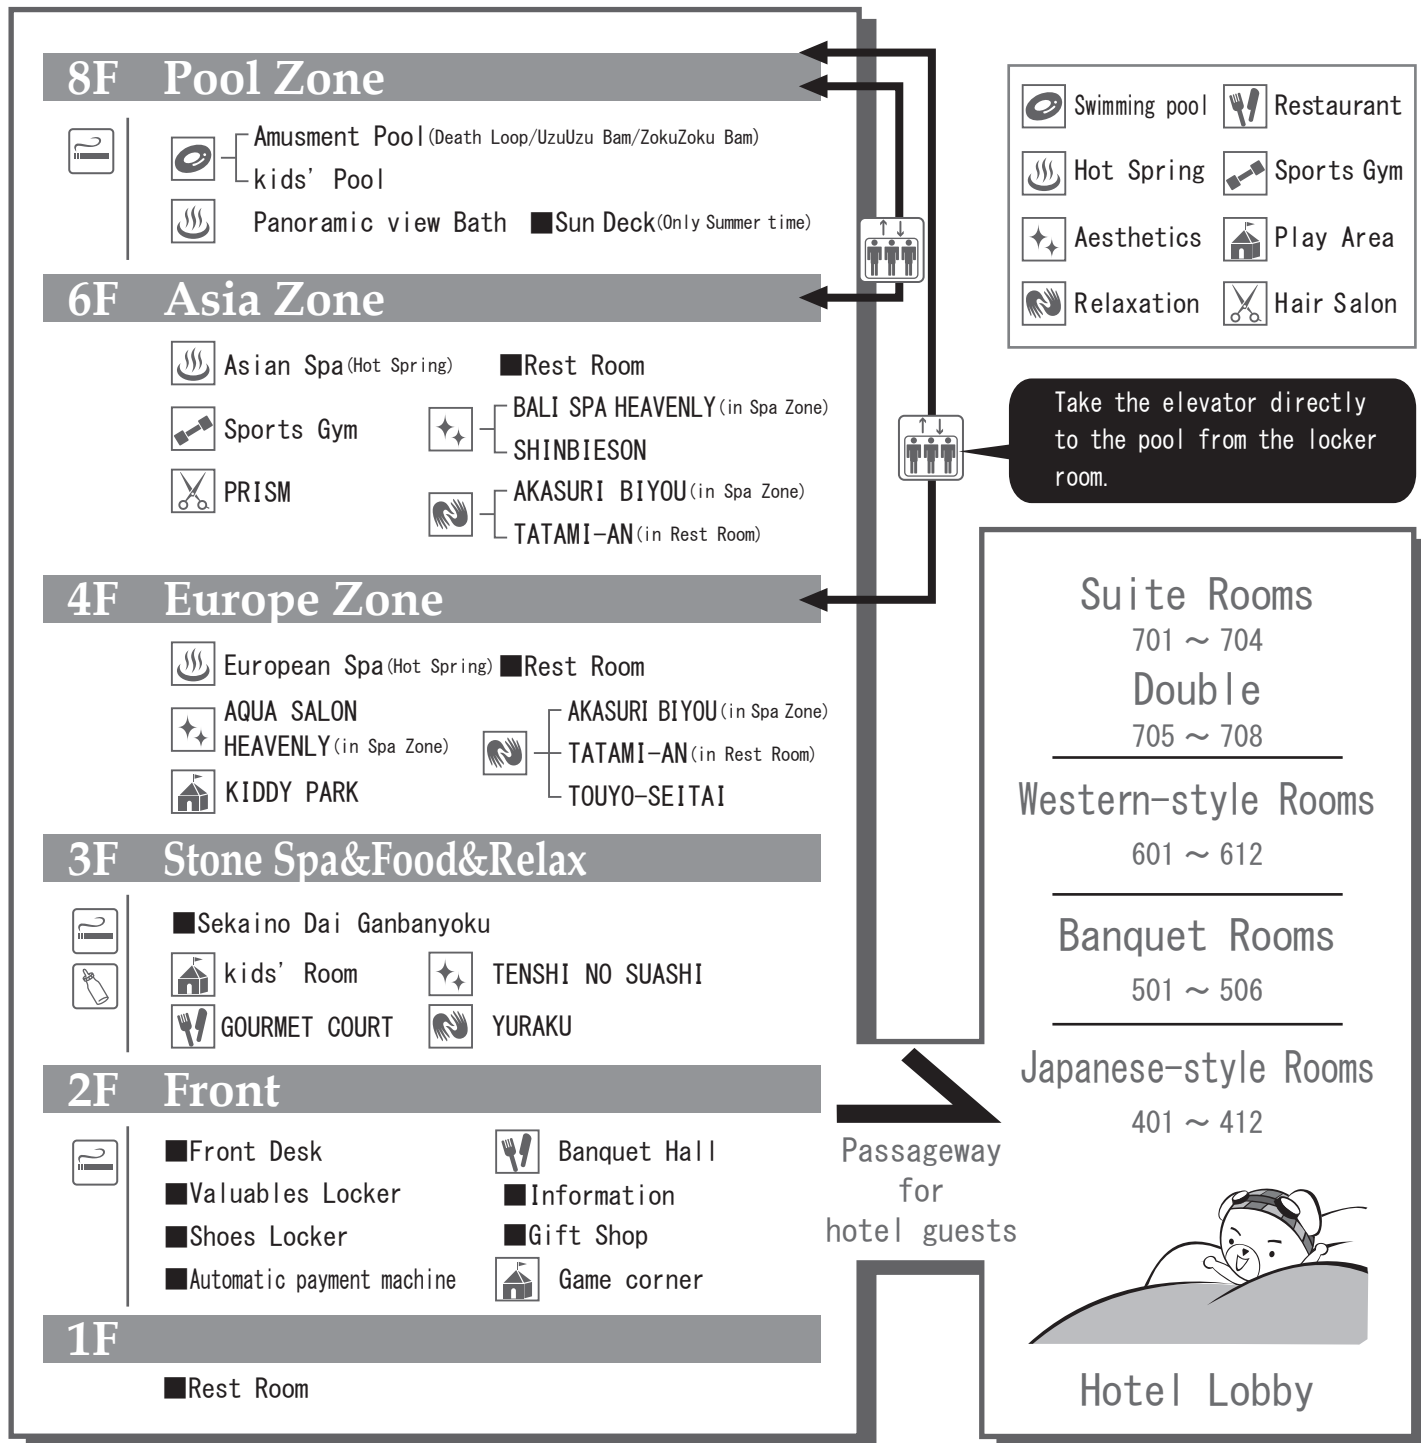 8F Pool Zone
Amusment Pool(Death Loop/UzuUzu Bam/ZokuZoku Bam)
kids' Pool
Panoramic view Bath ■Sun Deck(Only Summer time)
6F Asia Zone
Asian Spa(Hot Spring) ■Rest Room
Sports Gym
BALI SPA HEAVENLY(in Spa Zone)
SHINBIESON
PRISM
AKASURI BIYOU(in Spa Zone)
TATAMI-AN(in Rest Room)
4F Europe Zone
European Spa(Hot Spring) ■Rest Room
AQUA SALON
HEAVENLY(in Spa Zone)
KIDDY PARK
AKASURI BIYOU(in Spa Zone)
TATAMI-AN(in Rest Room)
TOUYO-SEITAI
3F Stone Spa&Food&Relax
■Sekaino Dai Ganbanyoku
kids' Room
TENSHI NO SUASHI
GOURMET COURT
YURAKU
2F Front
■Front Desk
Banquet Hall
■Valuables Locker
■Information
■Shoes Locker
■Gift Shop
■Automatic payment machine
Game corner
1F
■Rest Room
Swimming pool
Restaurant
Hot Spring
Sports Gym
Aesthetics
Play Area
Relaxation
Hair Salon
Take the elevator directly
to the pool from the locker
room.
Passageway
for
hotel guests
Suite Rooms
701 ～ 704
Double
705 ～ 708
Western-style Rooms
601 ～ 612
Banquet Rooms
501 ～ 506
Japanese-style Rooms
401 ～ 412
Hotel Lobby